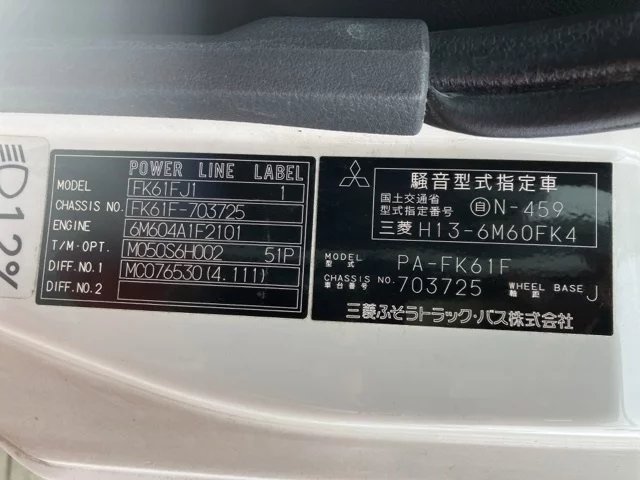 1.2%
POWER LINE LABEL
MODEL FK61FJ1 1
CHASSIS NO. FK61F-703725
ENGINE 6M604A1F2101
T/M・OPT. M050S6H002 51P
DIFF.NO.1 MC076530(4.111)
DIFF.NO.2
騒音型式指定車
国土交通省
型式指定番号 自N-459
三菱 H13-6M60FK4
MODEL
型式 PA-FK61F
CHASSIS NO.
車台番号 703725 WHEEL BASE
軸距 J
三菱ふそうトラック・バス株式会社